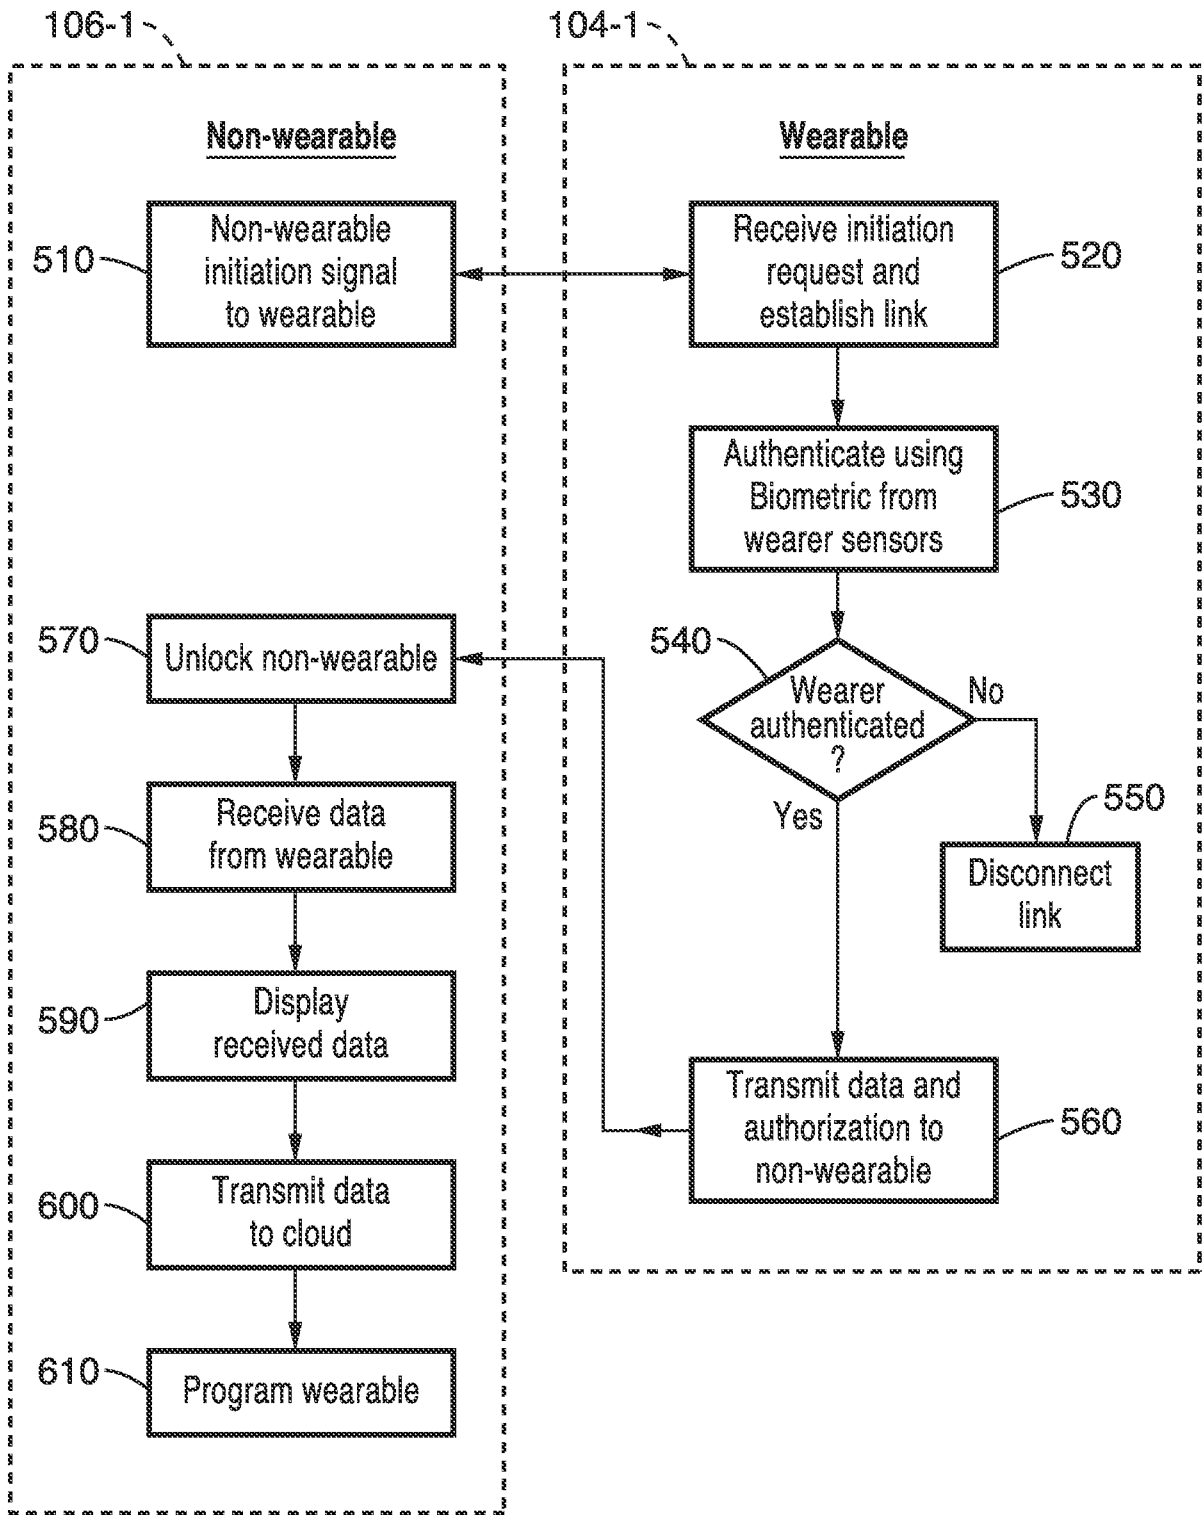 106-1
104-1
Non-wearable
Wearable
510
Non-wearable
initiation signal
to wearable
Receive initiation
request and
establish link
520
Authenticate using
Biometric from
wearer sensors
530
540
Wearer
authenticated
?
No
Yes
550
Disconnect
link
Transmit data and
authorization to
non-wearable
560
570
Unlock non-wearable
580
Receive data
from wearable
590
Display
received data
600
Transmit data
to cloud
610
Program wearable